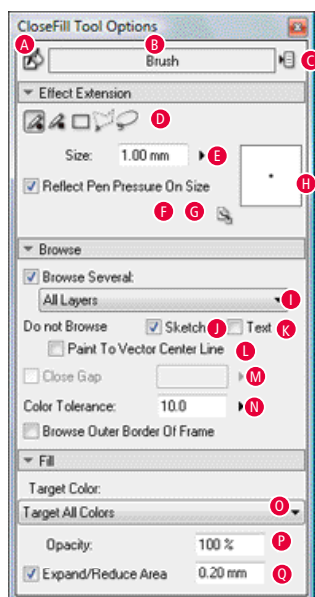 CloseFill Tool Options
A
B
C
Brush
Effect Extension
D
Size: 1.00 mm E
Reflect Pen Pressure On Size
H
F G
Browse
Browse Several:
All Layers I
Do not Browse Sketch J Text K
Paint To Vector Center Line L
Close Gap M
Color Tolerance: 10.0 N
Browse Outer Border Of Frame
Fill
Target Color:
Target All Colors O
Opacity: 100 % P
Expand/Reduce Area 0.20 mm Q